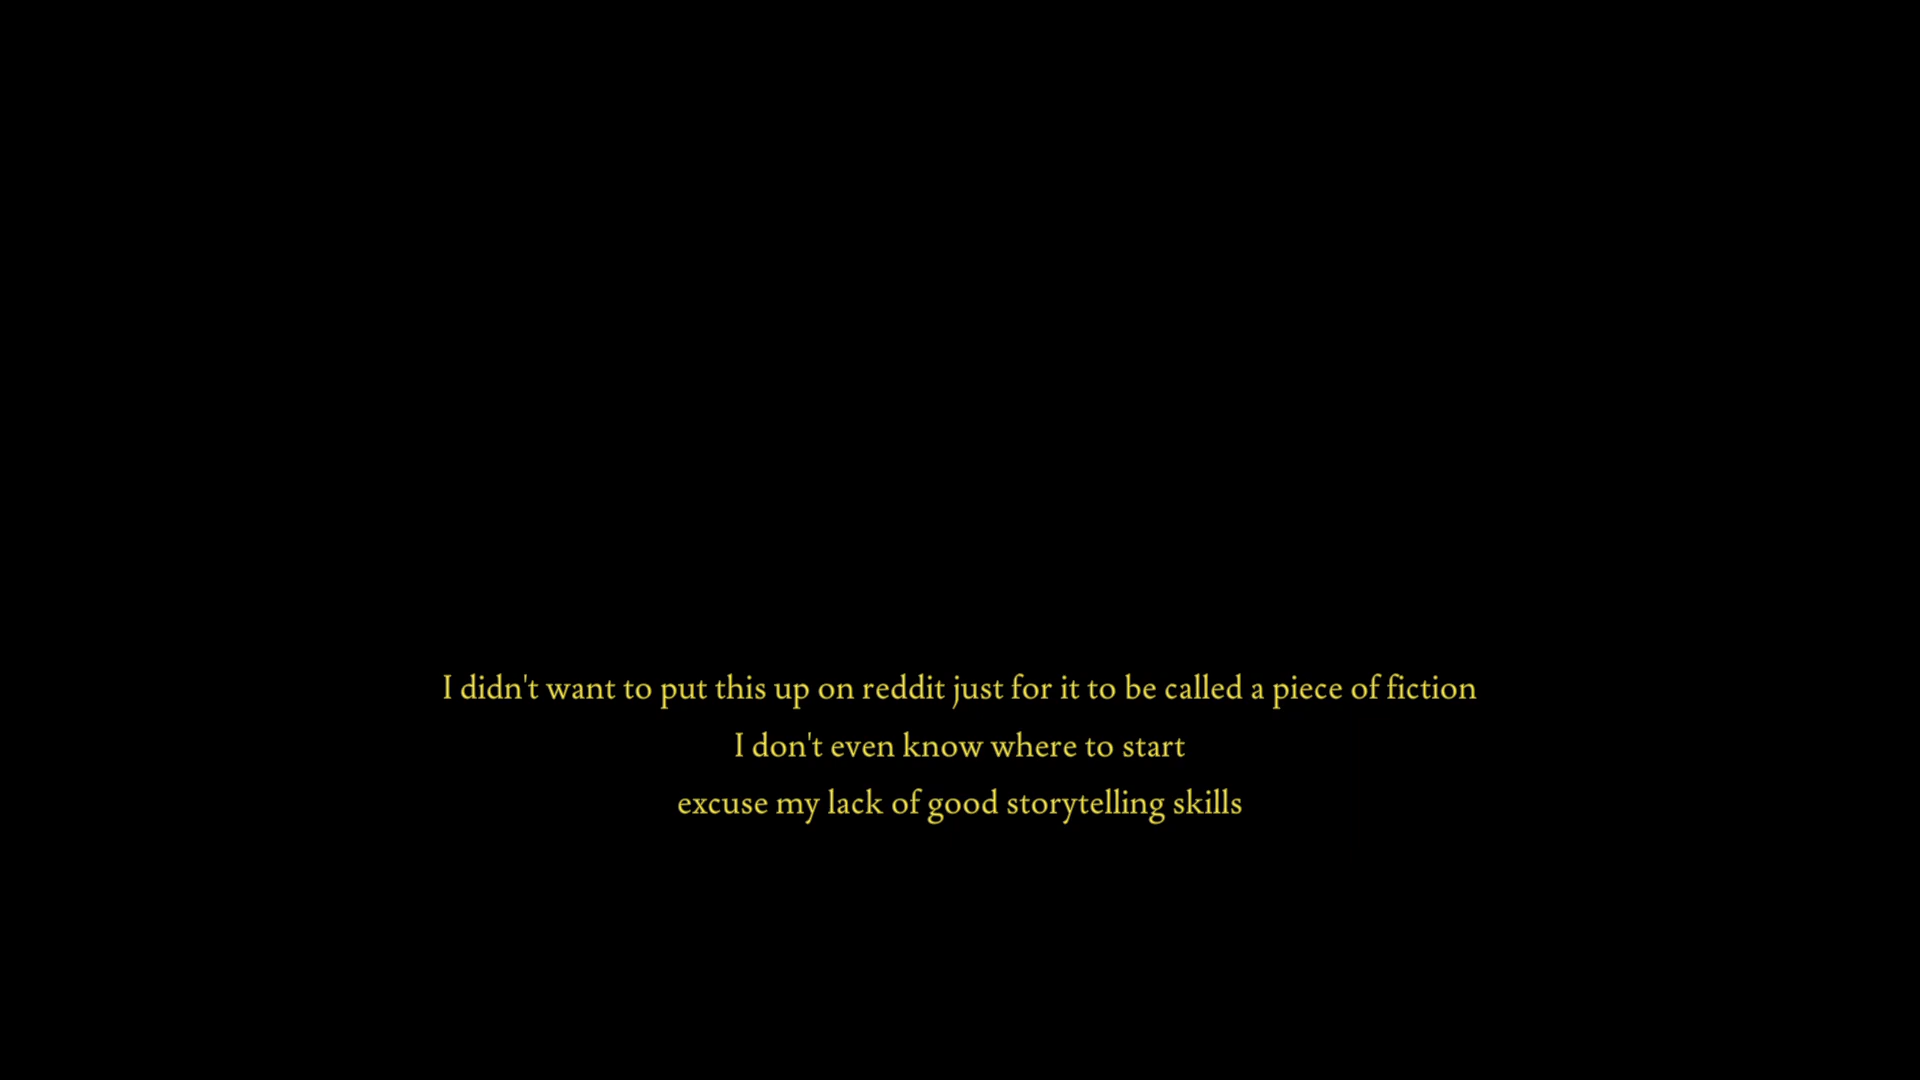 I didn't want to put this up on reddit just for it to be called a piece of fiction
I don't even know where to start
excuse my lack of good storytelling skills